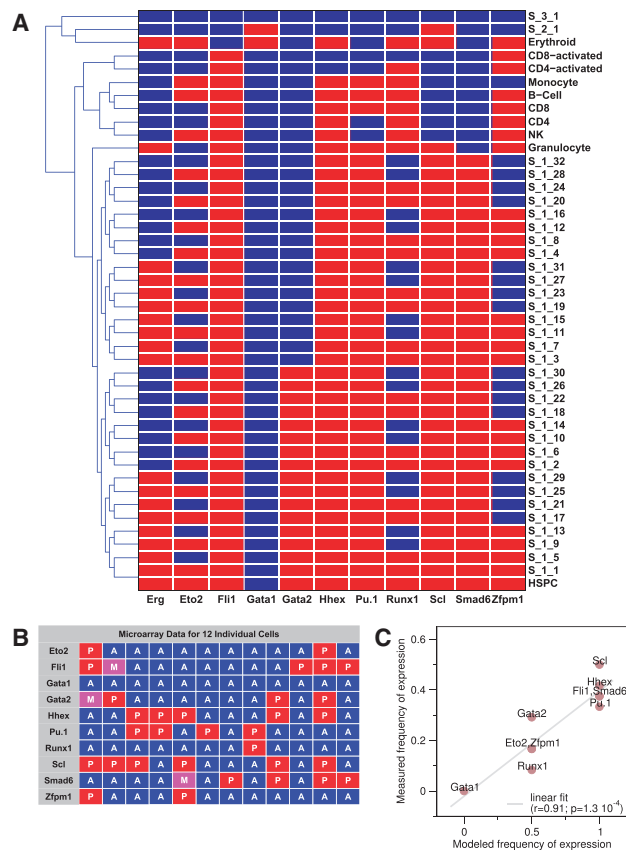 A
S_3_1
S_2_1
Erythroid
CD8−activated
CD4−activated
Monocyte
B−Cell
CD8
CD4
NK
Granulocyte
S_1_32
S_1_28
S_1_24
S_1_20
S_1_16
S_1_12
S_1_8
S_1_4
S_1_31
S_1_27
S_1_23
S_1_19
S_1_15
S_1_11
S_1_7
S_1_3
S_1_30
S_1_26
S_1_22
S_1_18
S_1_14
S_1_10
S_1_6
S_1_2
S_1_29
S_1_25
S_1_21
S_1_17
S_1_13
S_1_9
S_1_5
S_1_1
HSPC
Erg Eto2 Fli1 Gata1 Gata2 Hhex Pu.1 Runx1 Scl Smad6 Zfpm1
B
Microarray Data for 12 Individual Cells
Eto2 P A A A A A A A A A P A
Fli1 P M A A A A A A A P P P
Gata1 A A A A A A A A A A A A
Gata2 M P A A A A A A P A P A
Hhex A A P P P A A A P A P A
Pu.1 A A P P A P A P A A A A
Runx1 A A A A A A A P A A A A
Scl P P P A P A A A P A P A
Smad6 A A A A M A P A P A P P
Zfpm1 P A A A P A A A A A A A
C
Measured frequency of expression
0.6
0.4
0.2
0
Scl
Hhex
Fli1,Smad6
Pu.1
Gata2
Eto2,Zfpm1
Runx1
Gata1
linear fit
(r=0.91; p=1.3 10⁻⁴)
0 0.5 1
Modeled frequency of expression